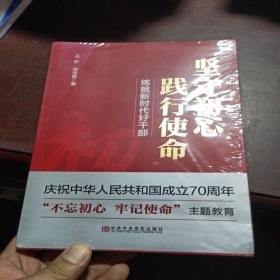 坚守初心
践行使命
炼就新时代好干部
庆祝中华人民共和国成立70周年
“不忘初心 牢记使命”主题教育